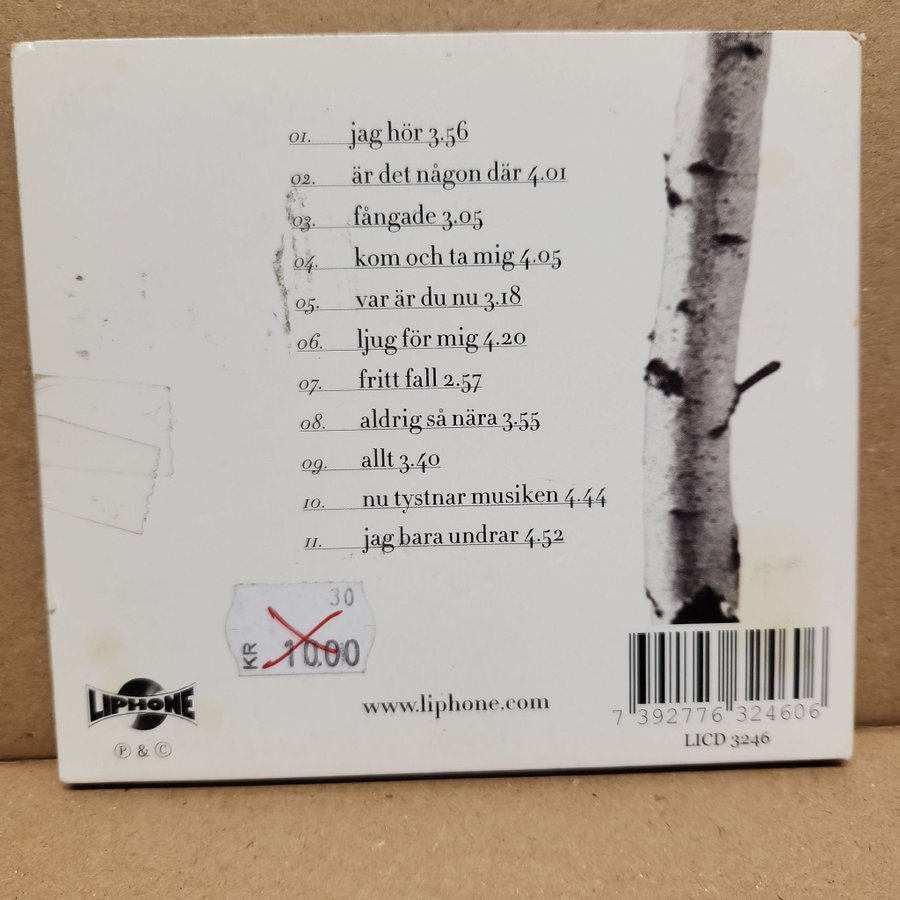 01. jag hör 3.56
02. är det någon där 4.01
03. fångade 3.05
04. kom och ta mig 4.05
05. var är du nu 3.18
06. ljug för mig 4.20
07. fritt fall 2.57
08. aldrig så nära 3.55
09. allt 3.40
10. nu tystnar musiken 4.44
11. jag bara undrar 4.52
30
KR 10.00
LIPHONE
www.liphone.com
7 392776 324606
Ⓟ & Ⓒ
LICD 3246